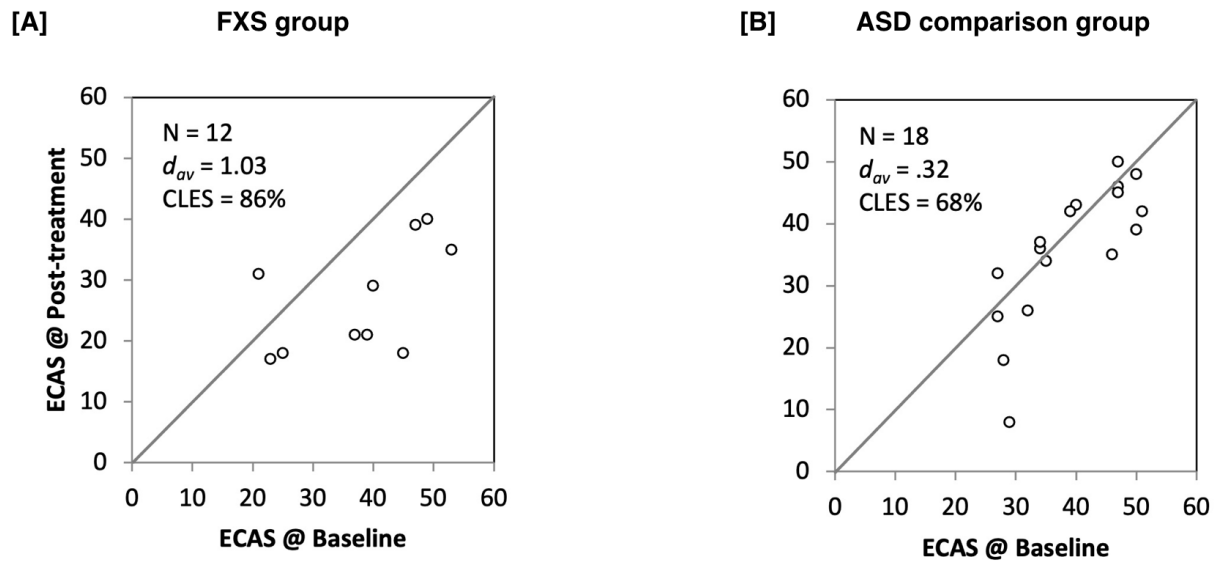 [A] FXS group
60
50
40
30
20
10
0
0 10 20 30 40 50 60
ECAS @ Post-treatment
ECAS @ Baseline
N = 12
dav = 1.03
CLES = 86%
[B] ASD comparison group
60
50
40
30
20
10
0
0 10 20 30 40 50 60
ECAS @ Baseline
N = 18
dav = .32
CLES = 68%